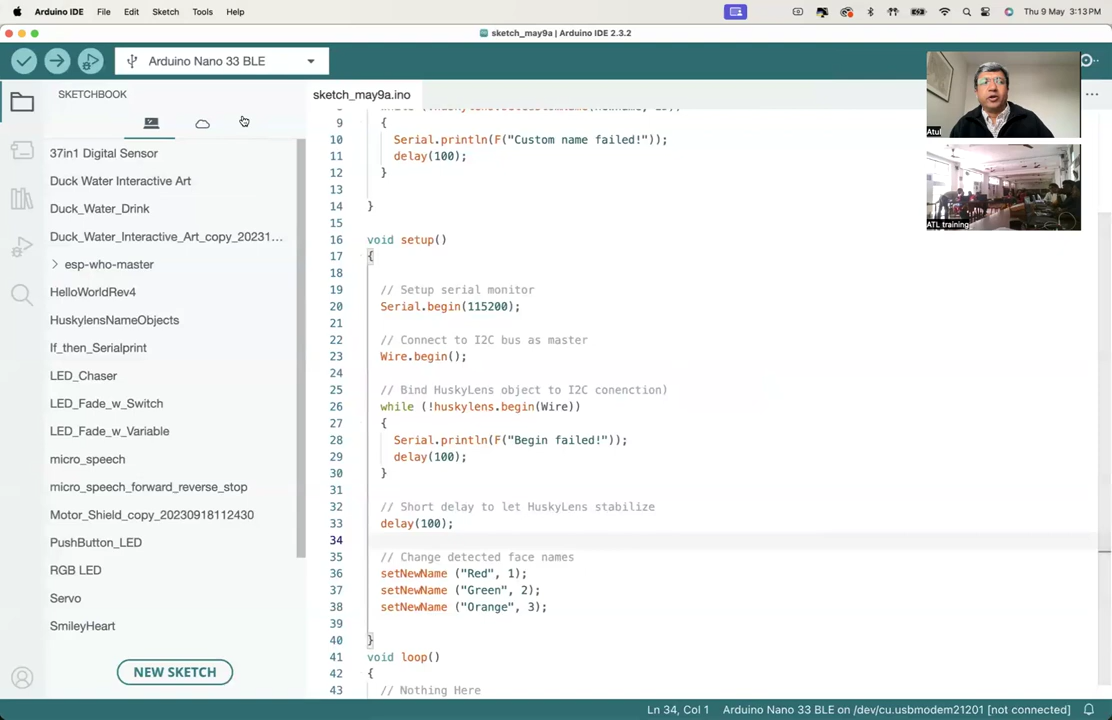 Arduino IDE File Edit Sketch Tools Help Thu 9 May 3:13PM
sketch_may9a | Arduino IDE 2.3.2
Arduino Nano 33 BLE
SKETCHBOOK
37in1 Digital Sensor
Duck Water Interactive Art
Duck_Water_Drink
Duck_Water_Interactive_Art_copy_20231...
esp-who-master
HelloWorldRev4
HuskylensNameObjects
If_then_Serialprint
LED_Chaser
LED_Fade_w_Switch
LED_Fade_w_Variable
micro_speech
micro_speech_forward_reverse_stop
Motor_Shield_copy_20230918112430
PushButton_LED
RGB LED
Servo
SmileyHeart
NEW SKETCH
sketch_may9a.ino
9 {
10 Serial.println(F("Custom name failed!"));
11 delay(100);
12 }
13
14 }
15
16 void setup()
17 {
18
19 // Setup serial monitor
20 Serial.begin(115200);
21
22 // Connect to I2C bus as master
23 Wire.begin();
24
25 // Bind HuskyLens object to I2C conenction)
26 while (!huskylens.begin(Wire))
27 {
28 Serial.println(F("Begin failed!"));
29 delay(100);
30 }
31
32 // Short delay to let HuskyLens stabilize
33 delay(100);
34
35 // Change detected face names
36 setNewName ("Red", 1);
37 setNewName ("Green", 2);
38 setNewName ("Orange", 3);
39
40 }
41 void loop()
42 {
43 // Nothing Here
Atul
ATL training
Ln 34, Col 1 Arduino Nano 33 BLE on /dev/cu.usbmodem21201 [not connected]